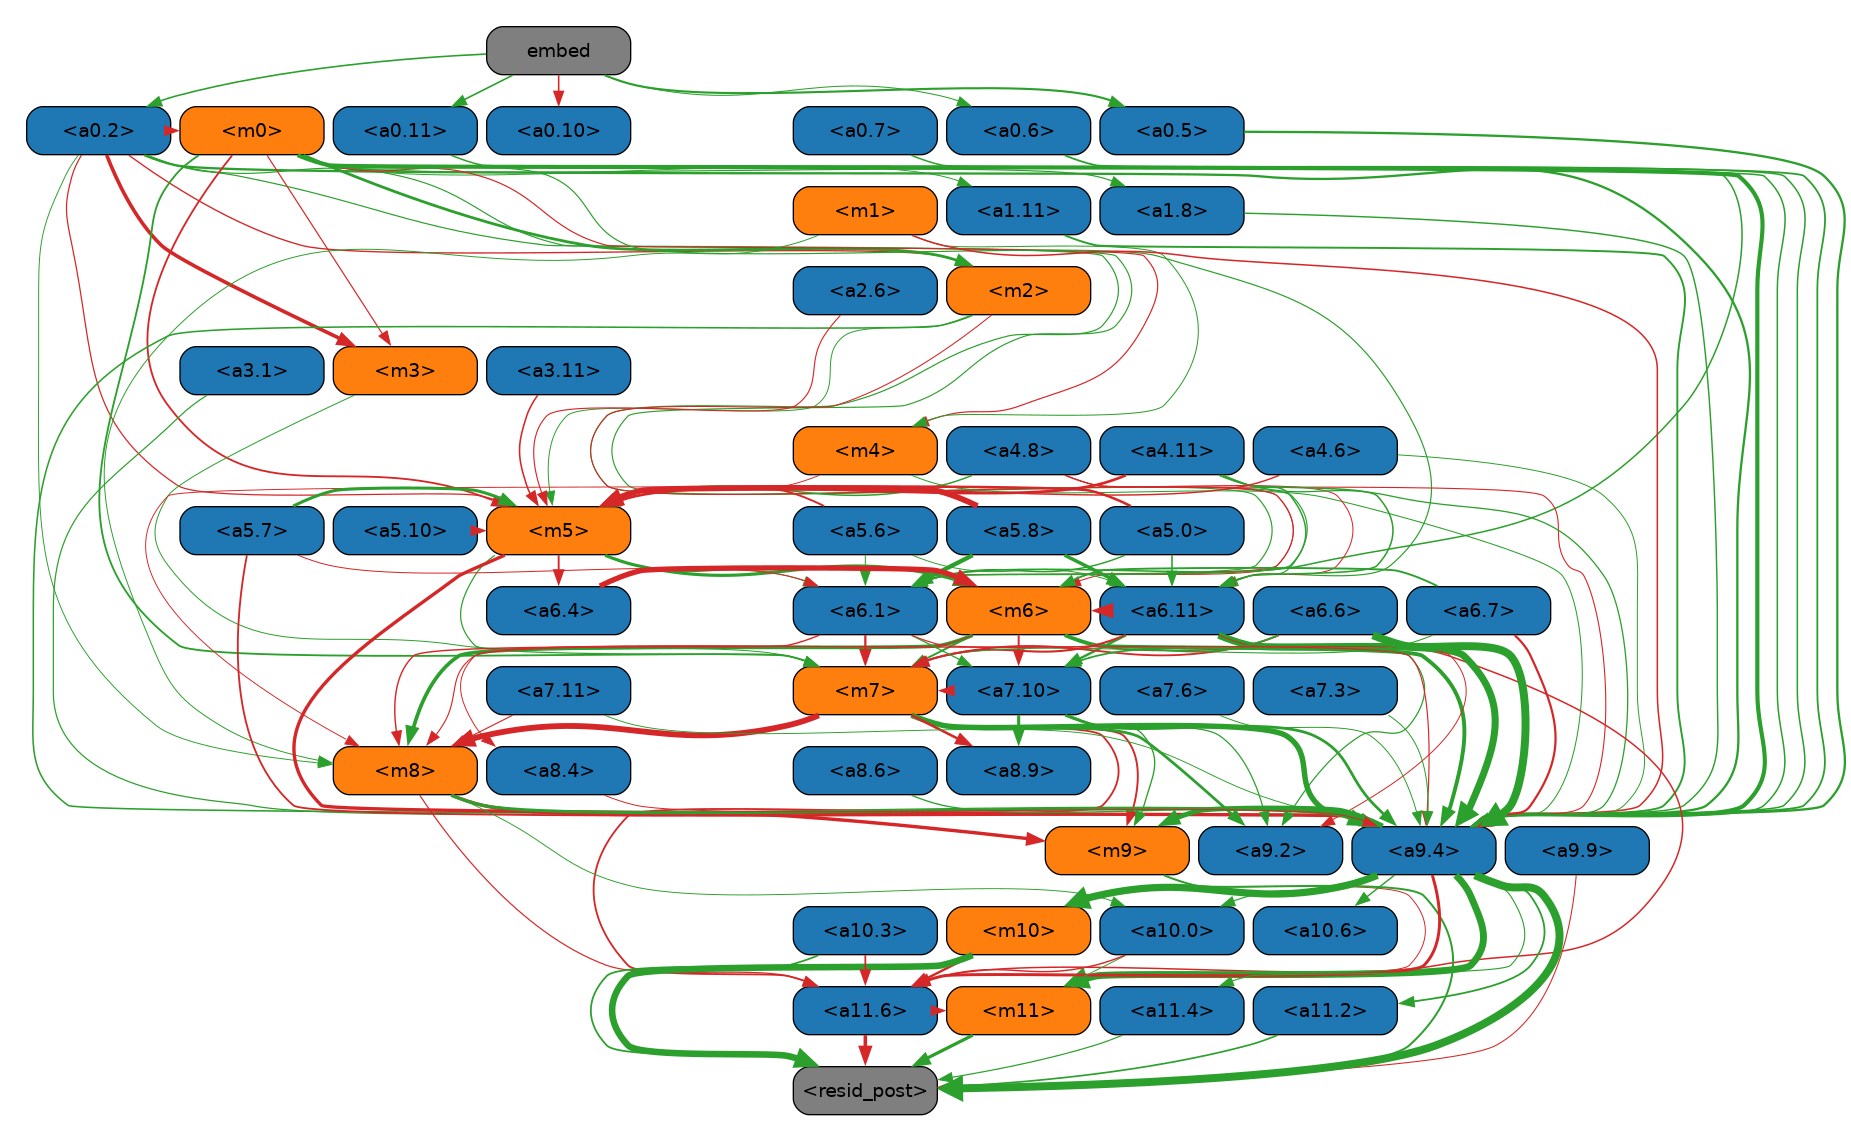 embed
<a0.2> <m0> <a0.11> <a0.10> <a0.7> <a0.6> <a0.5>
<m1> <a1.11> <a1.8>
<a2.6> <m2>
<a3.1> <m3> <a3.11>
<m4> <a4.8> <a4.11> <a4.6>
<a5.7> <a5.10> <m5> <a5.6> <a5.8> <a5.0>
<a6.4> <a6.1> <m6> <a6.11> <a6.6> <a6.7>
<a7.11> <m7> <a7.10> <a7.6> <a7.3>
<m8> <a8.4> <a8.6> <a8.9>
<m9> <a9.2> <a9.4> <a9.9>
<a10.3> <m10> <a10.0> <a10.6>
<a11.6> <m11> <a11.4> <a11.2>
<resid_post>